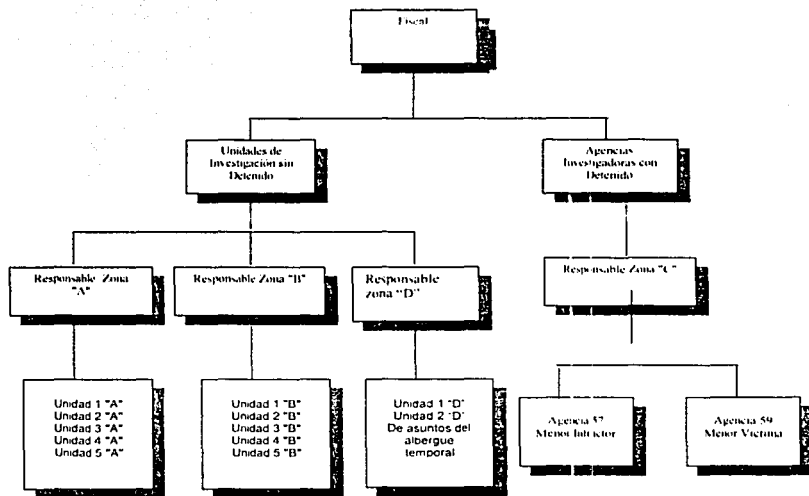 Fiscal
Unidades de
Investigación sin
Detenido
Agencias
Investigadoras con
Detenido
Responsable Zona
"A"
Responsable Zona "B"
Responsable
zona "D"
Responsable Zona "C"
Unidad 1 "A"
Unidad 2 "A"
Unidad 3 "A"
Unidad 4 "A"
Unidad 5 "A"
Unidad 1 "B"
Unidad 2 "B"
Unidad 3 "B"
Unidad 4 "B"
Unidad 5 "B"
Unidad 1 "D"
Unidad 2 "D"
De asuntos del
albergue
temporal
Agencia 57
Menor Infractor
Agencia 59
Menor Victima